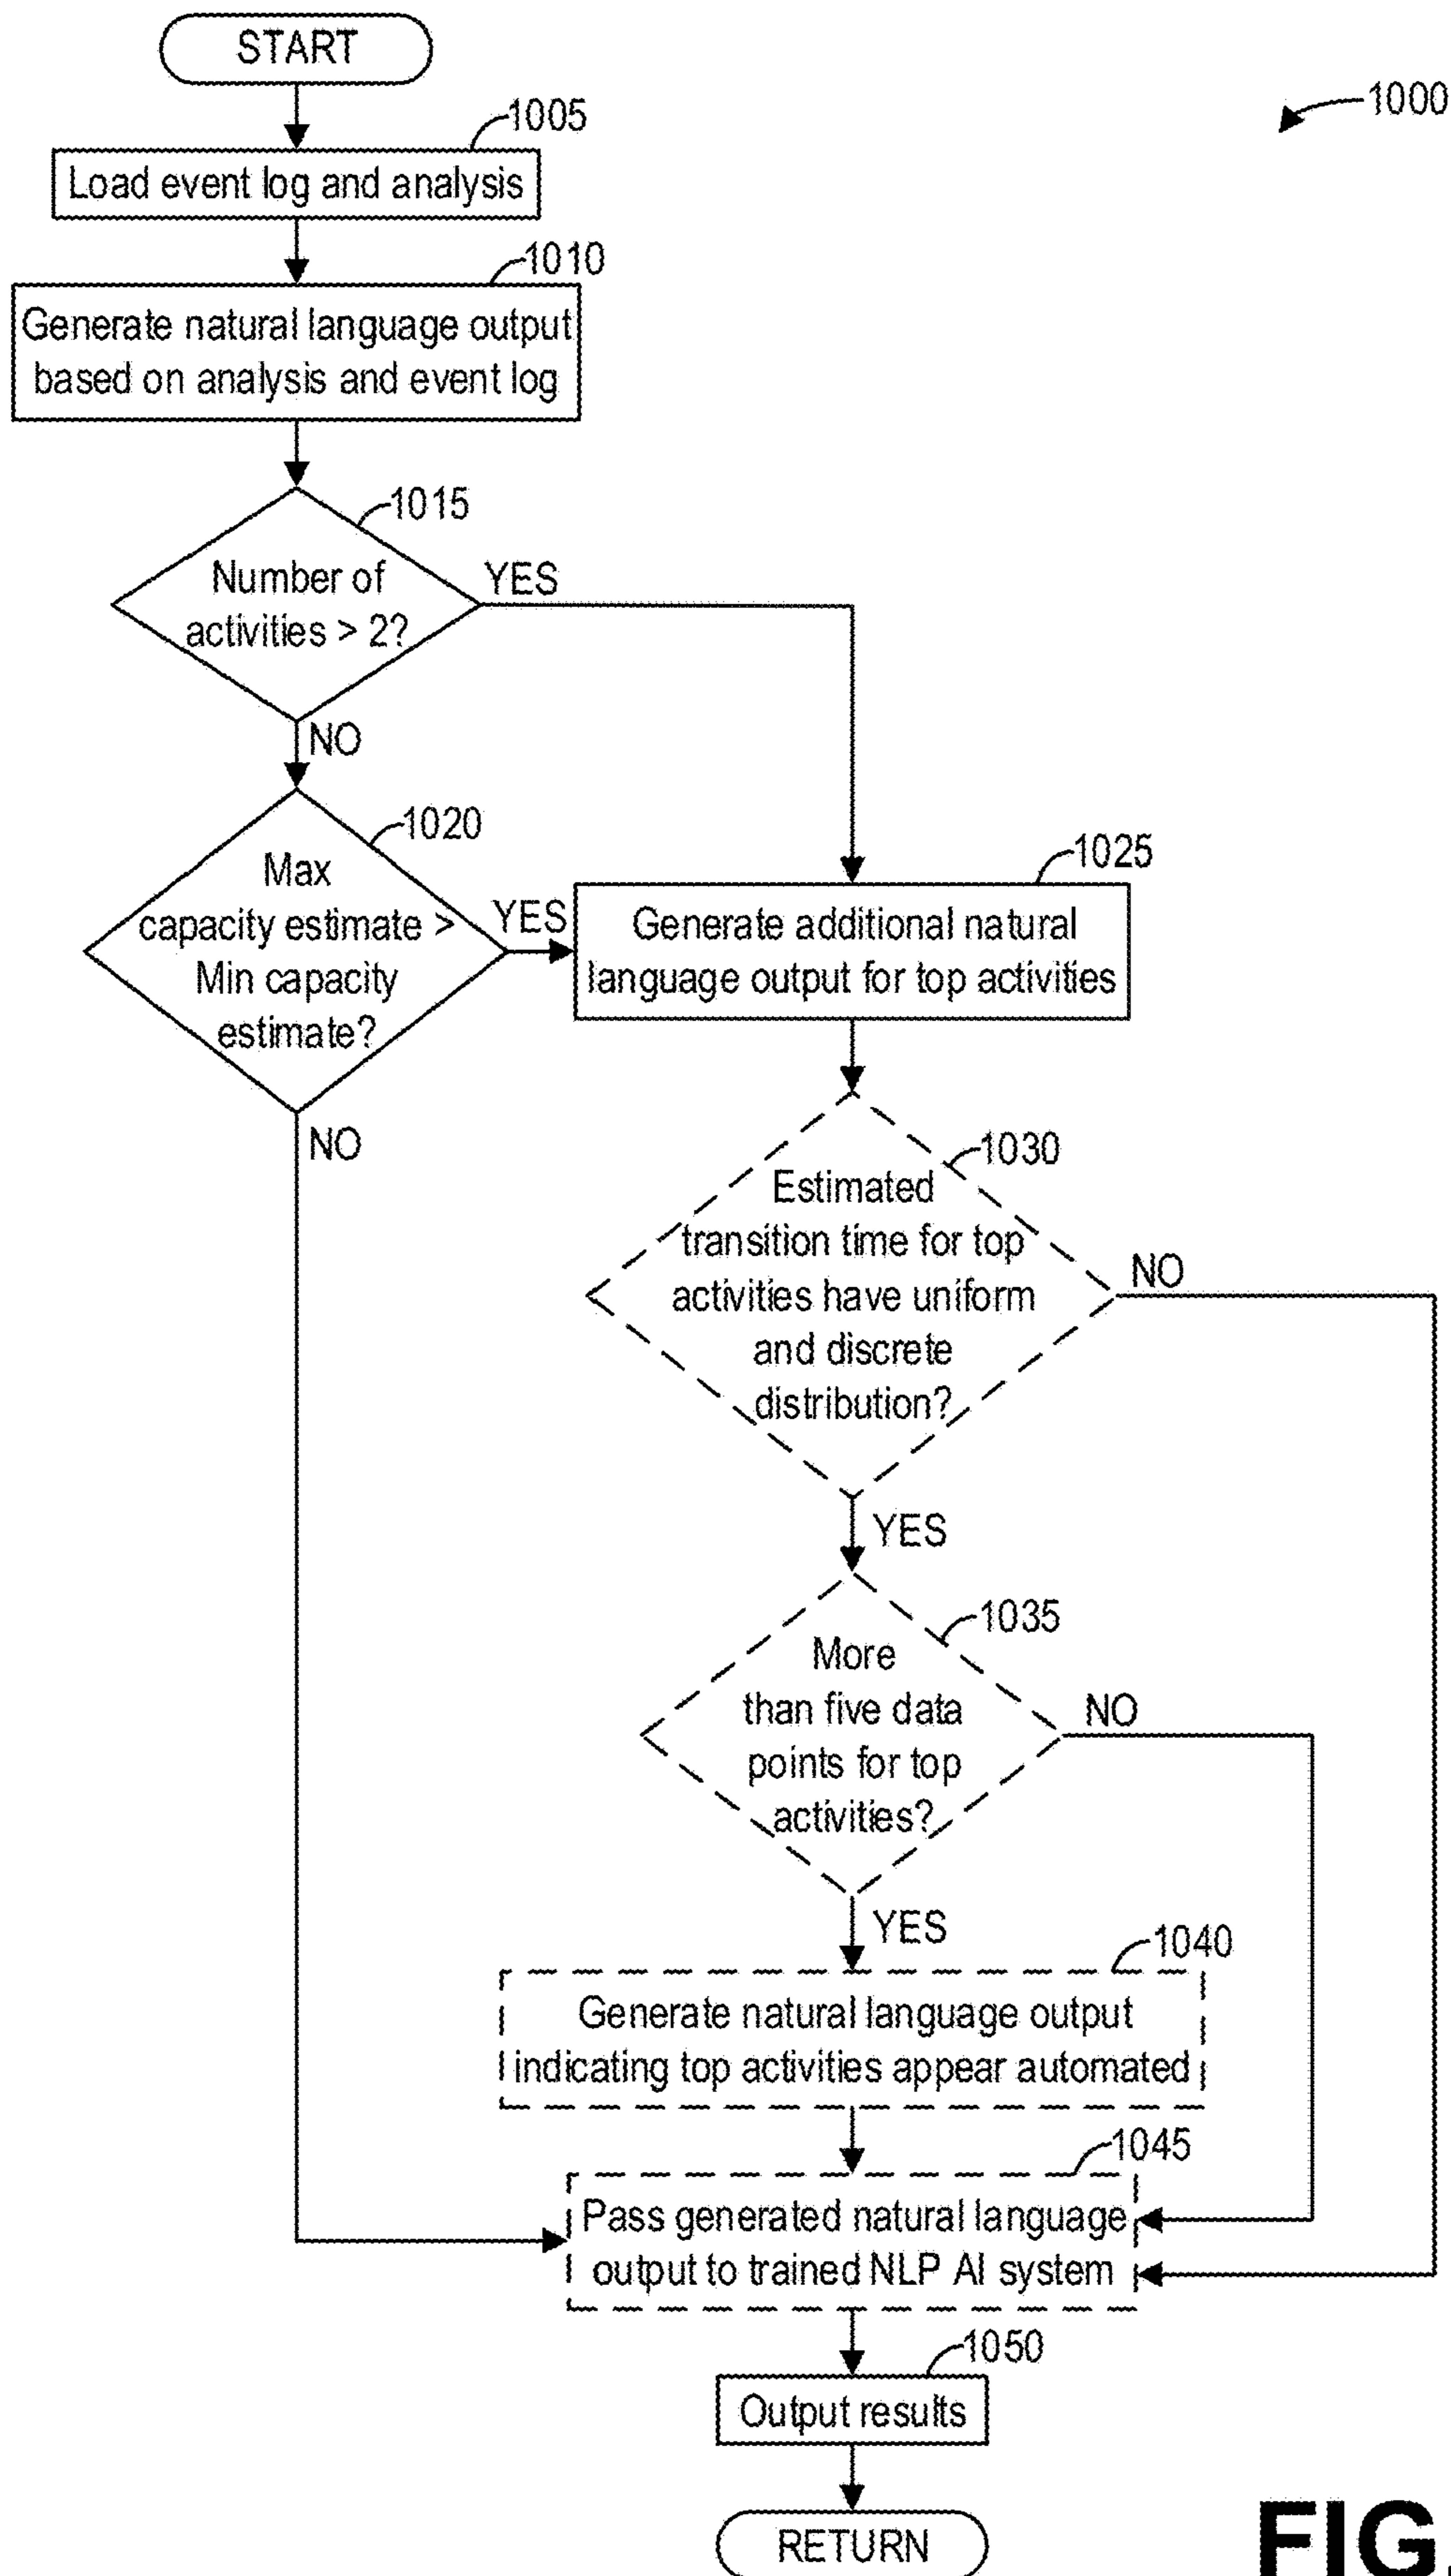 START
1000
1005
Load event log and analysis
1010
Generate natural language output
based on analysis and event log
1015
Number of
activities > 2?
YES
NO
1020
Max
capacity estimate >
Min capacity
estimate?
YES
NO
1025
Generate additional natural
language output for top activities
1030
Estimated
transition time for top
activities have uniform
and discrete
distribution?
NO
YES
1035
More
than five data
points for top
activities?
NO
YES
1040
Generate natural language output
indicating top activities appear automated
1045
Pass generated natural language
output to trained NLP AI system
1050
Output results
RETURN
FIG.